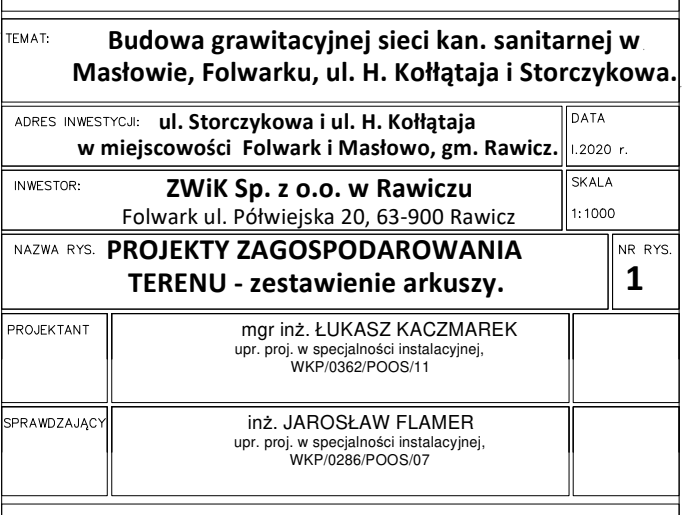 TEMAT: Budowa grawitacyjnej sieci kan. sanitarnej w
Masłowie, Folwarku, ul. H. Kołłątaja i Storczykowa.
ADRES INWESTYCJI: ul. Storczykowa i ul. H. Kołłątaja
w miejscowości Folwark i Masłowo, gm. Rawicz.
DATA
I.2020 r.
INWESTOR: ZWiK Sp. z o.o. w Rawiczu
Folwark ul. Półwiejska 20, 63-900 Rawicz
SKALA
1:1000
NAZWA RYS. PROJEKTY ZAGOSPODAROWANIA
TERENU - zestawienie arkuszy.
NR RYS.
1
PROJEKTANT
mgr inż. ŁUKASZ KACZMAREK
upr. proj. w specjalności instalacyjnej,
WKP/0362/POOS/11
SPRAWDZAJĄCY
inż. JAROSŁAW FLAMER
upr. proj. w specjalności instalacyjnej,
WKP/0286/POOS/07